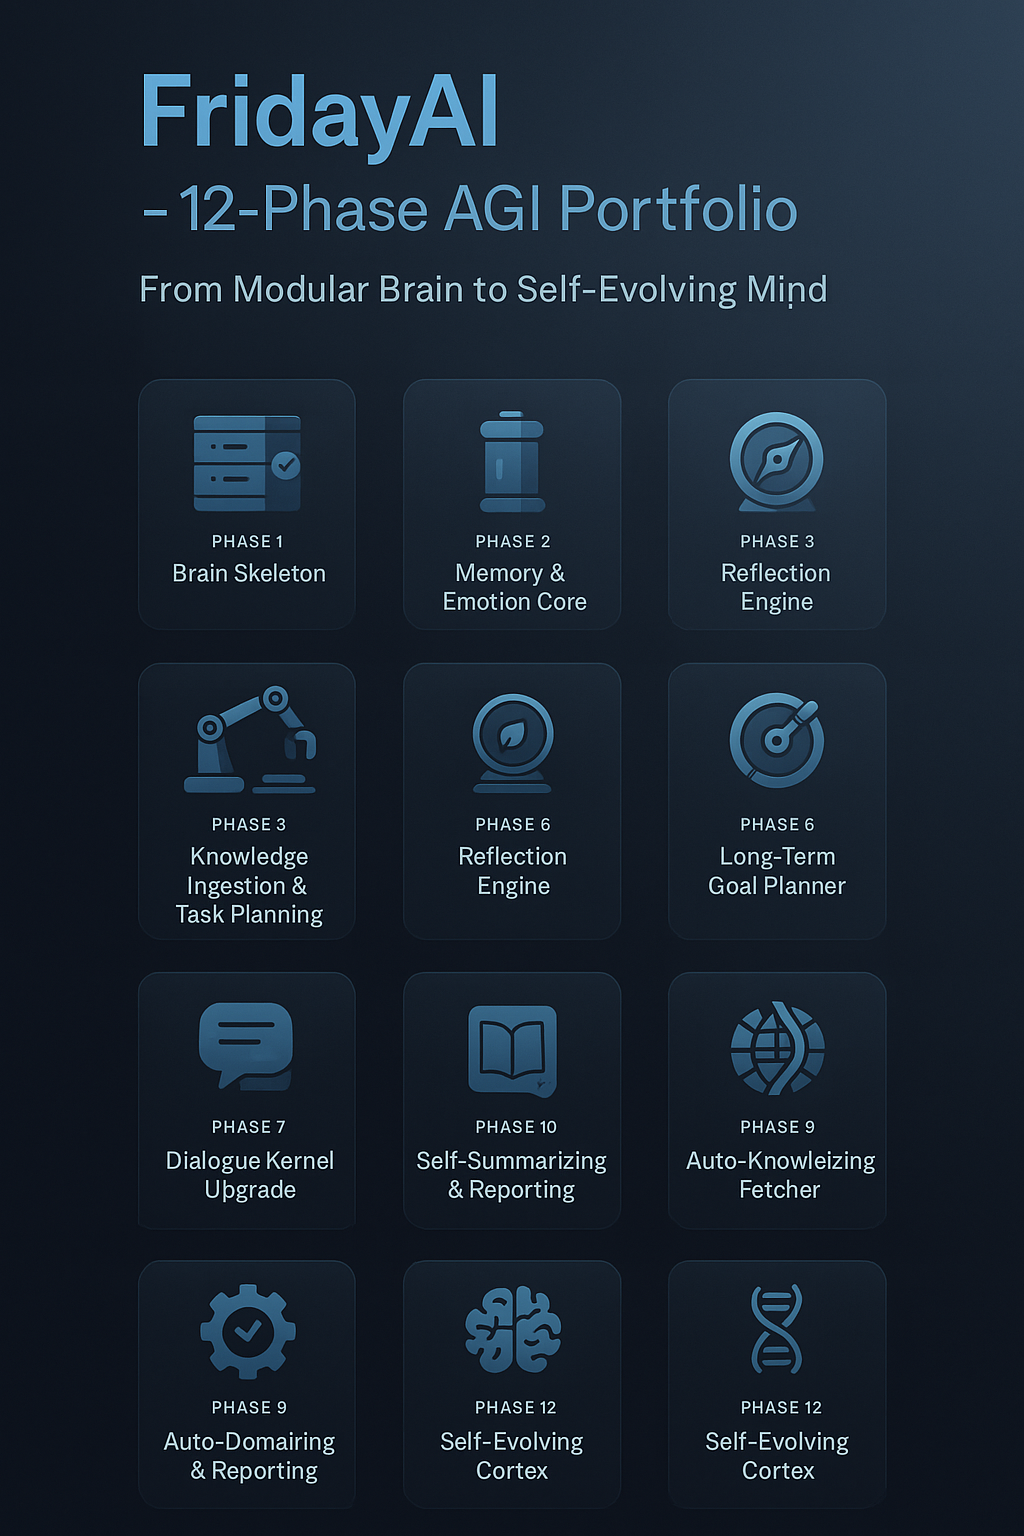 FridayAI
- 12-Phase AGI Portfolio
From Modular Brain to Self-Evolving Mind
PHASE 1
Brain Skeleton
PHASE 2
Memory &
Emotion Core
PHASE 3
Reflection
Engine
PHASE 3
Knowledge
Ingestion &
Task Planning
PHASE 6
Reflection
Engine
PHASE 6
Long-Term
Goal Planner
PHASE 7
Dialogue Kernel
Uþgrade
PHASE 10
Self-Summarizing
& Reporting
PHASE 9
Auto-Knowleizing
Fetcher
PHASE 9
Auto-Domairing
& Reporting
PHASE 12
Self-Evolving
Cortex
PHASE 12
Self-Evolving
Cortex